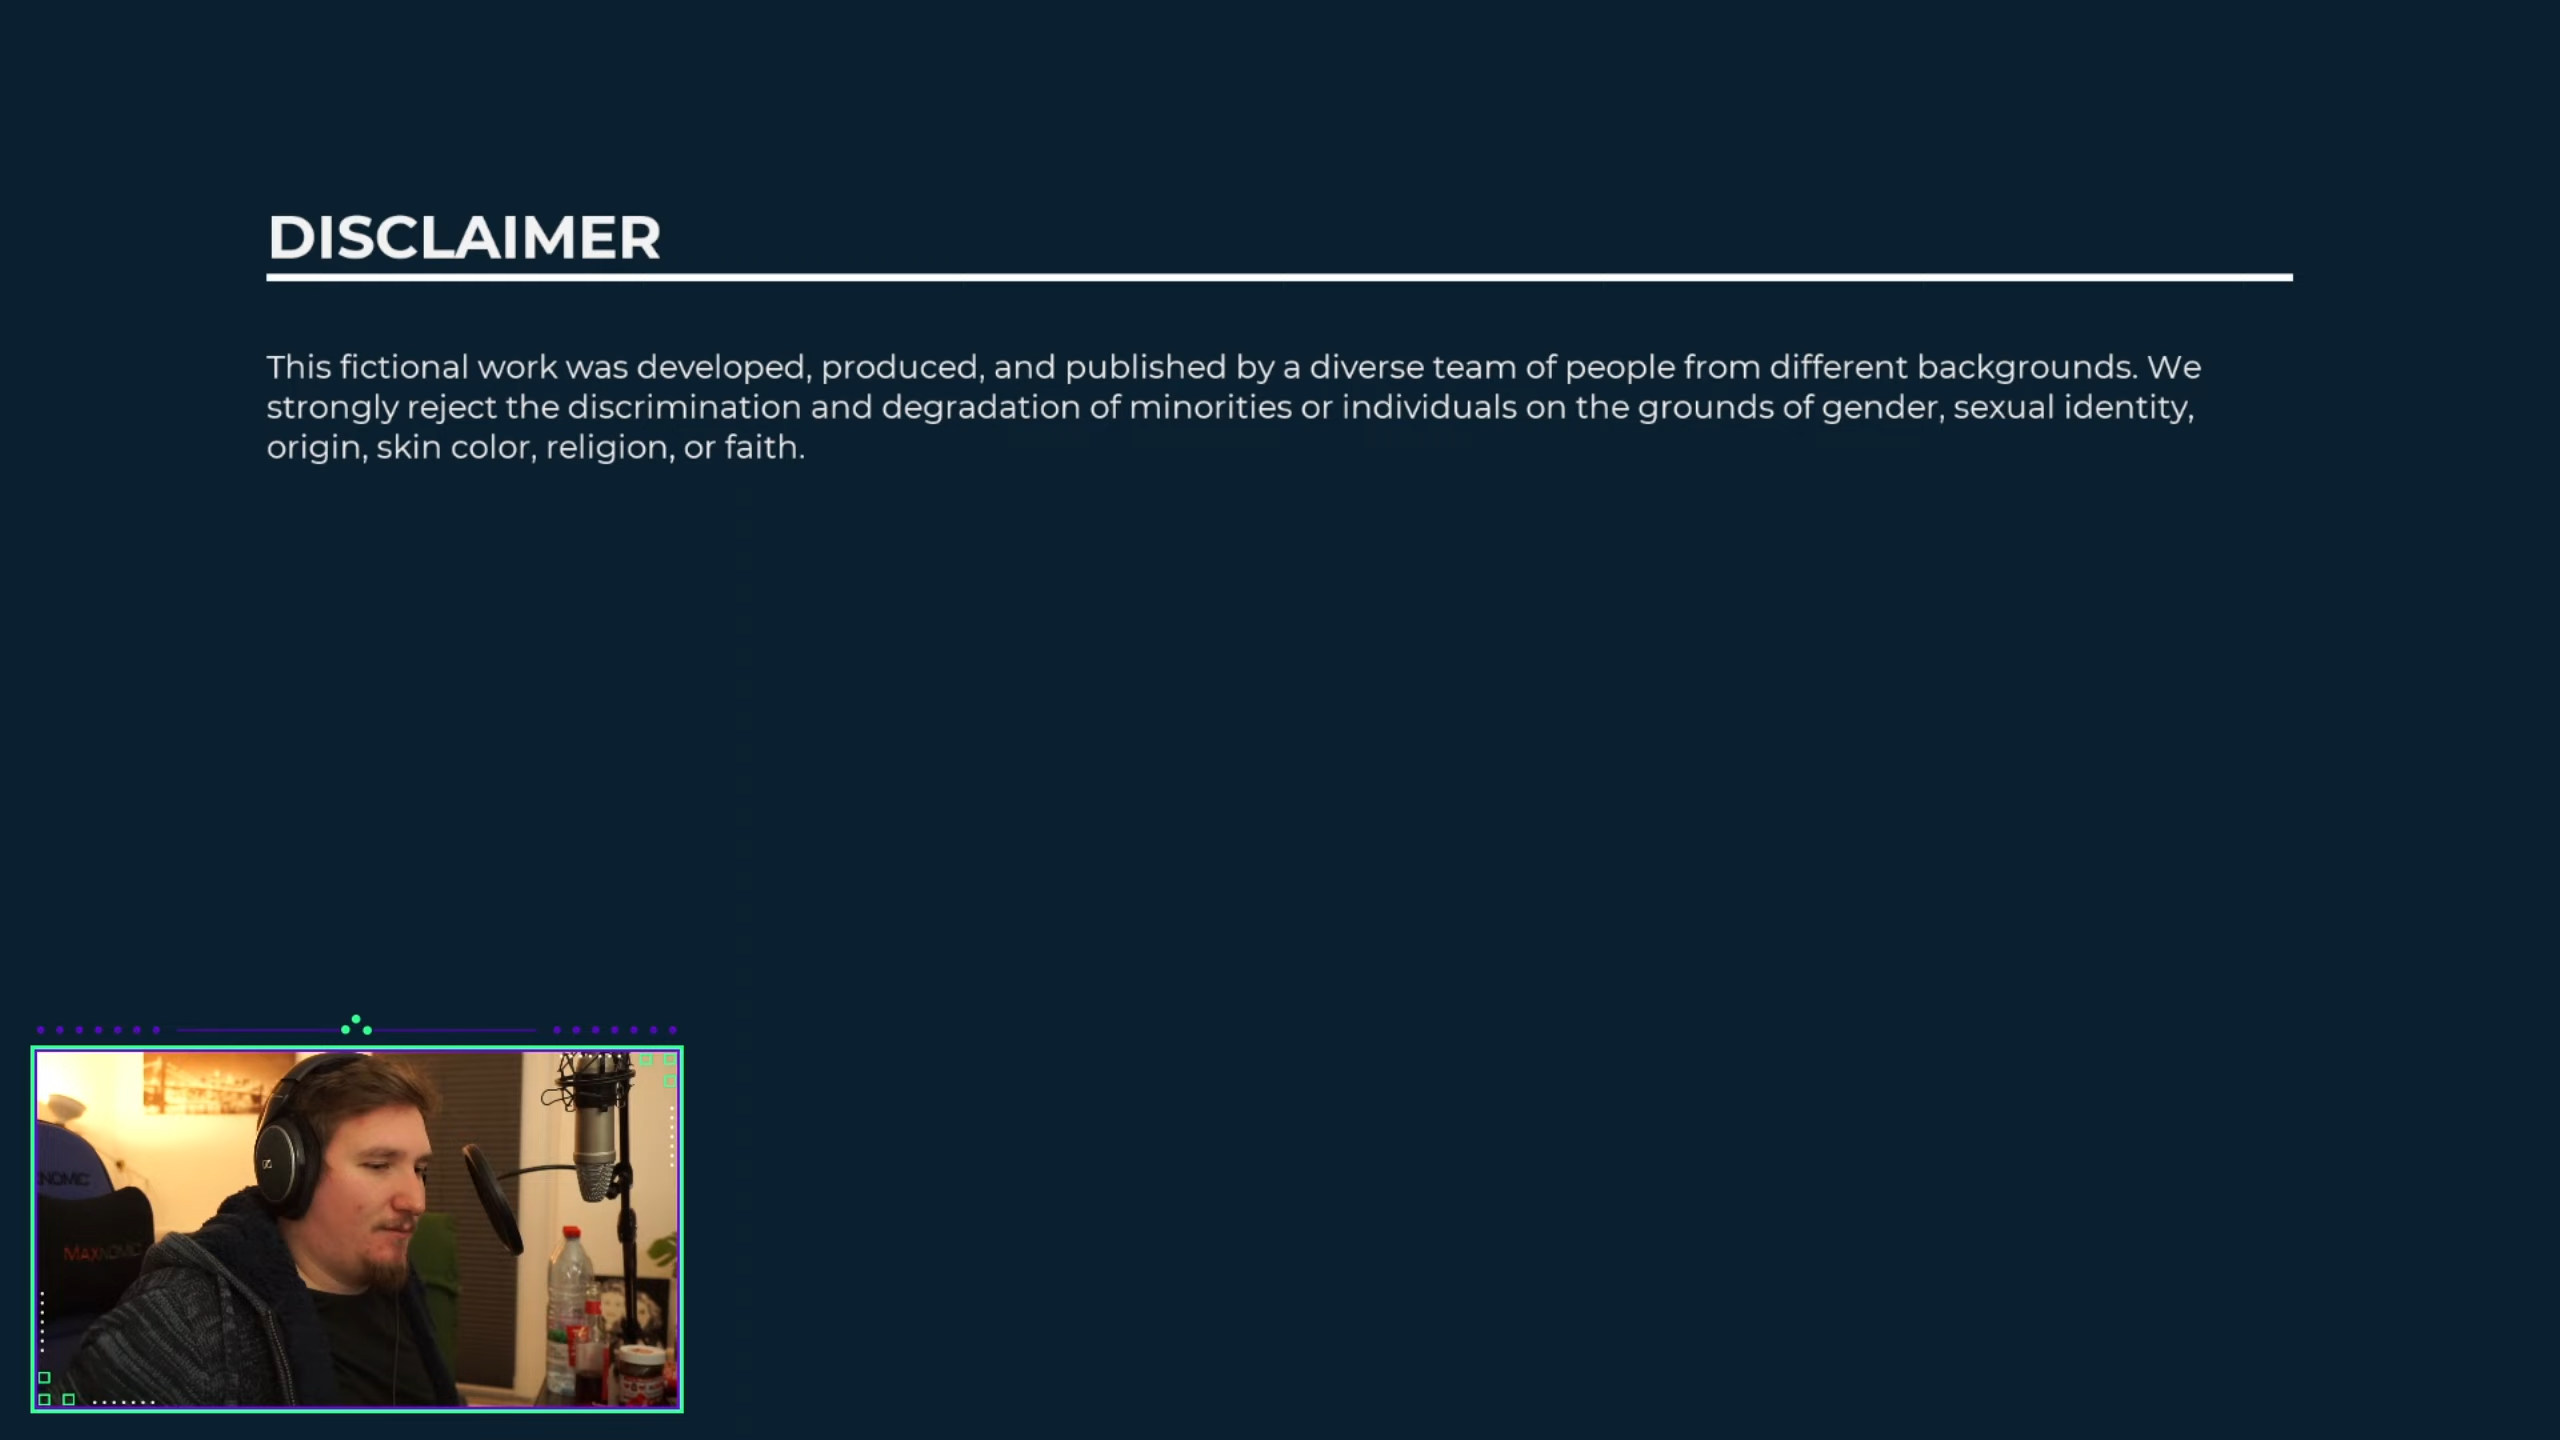 DISCLAIMER
This fictional work was developed, produced, and published by a diverse team of people from different backgrounds. We
strongly reject the discrimination and degradation of minorities or individuals on the grounds of gender, sexual identity,
origin, skin color, religion, or faith.
NOMIC
MAXNOMIC